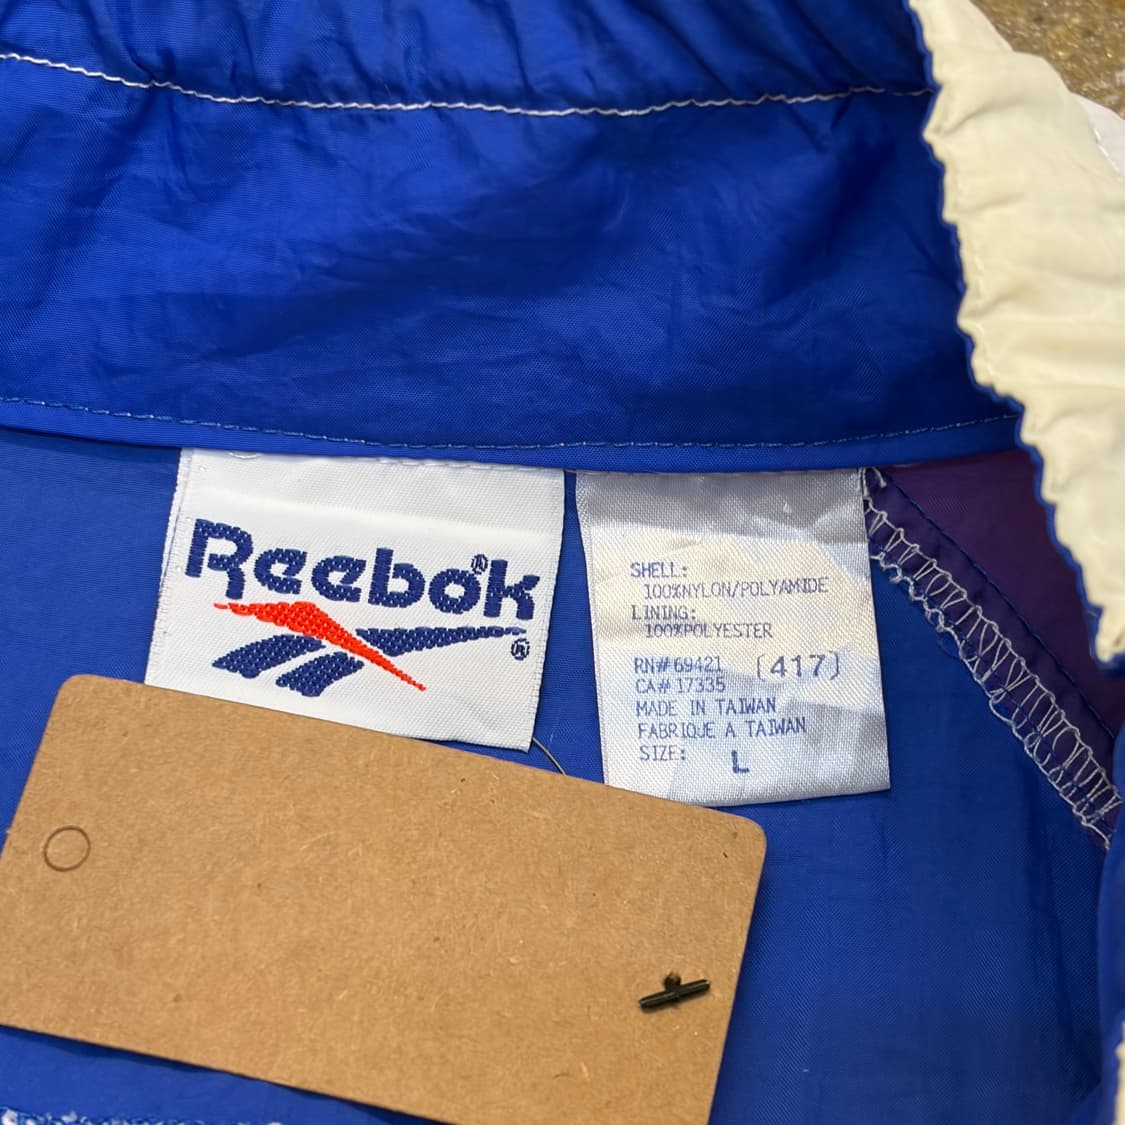 Reebok®
®
SHELL:
100%NYLON/POLYAMIDE
LINING:
100%POLYESTER
RN# 69421 (417)
CA# 17335
MADE IN TAIWAN
FABRIQUE A TAIWAN
SIZE: L